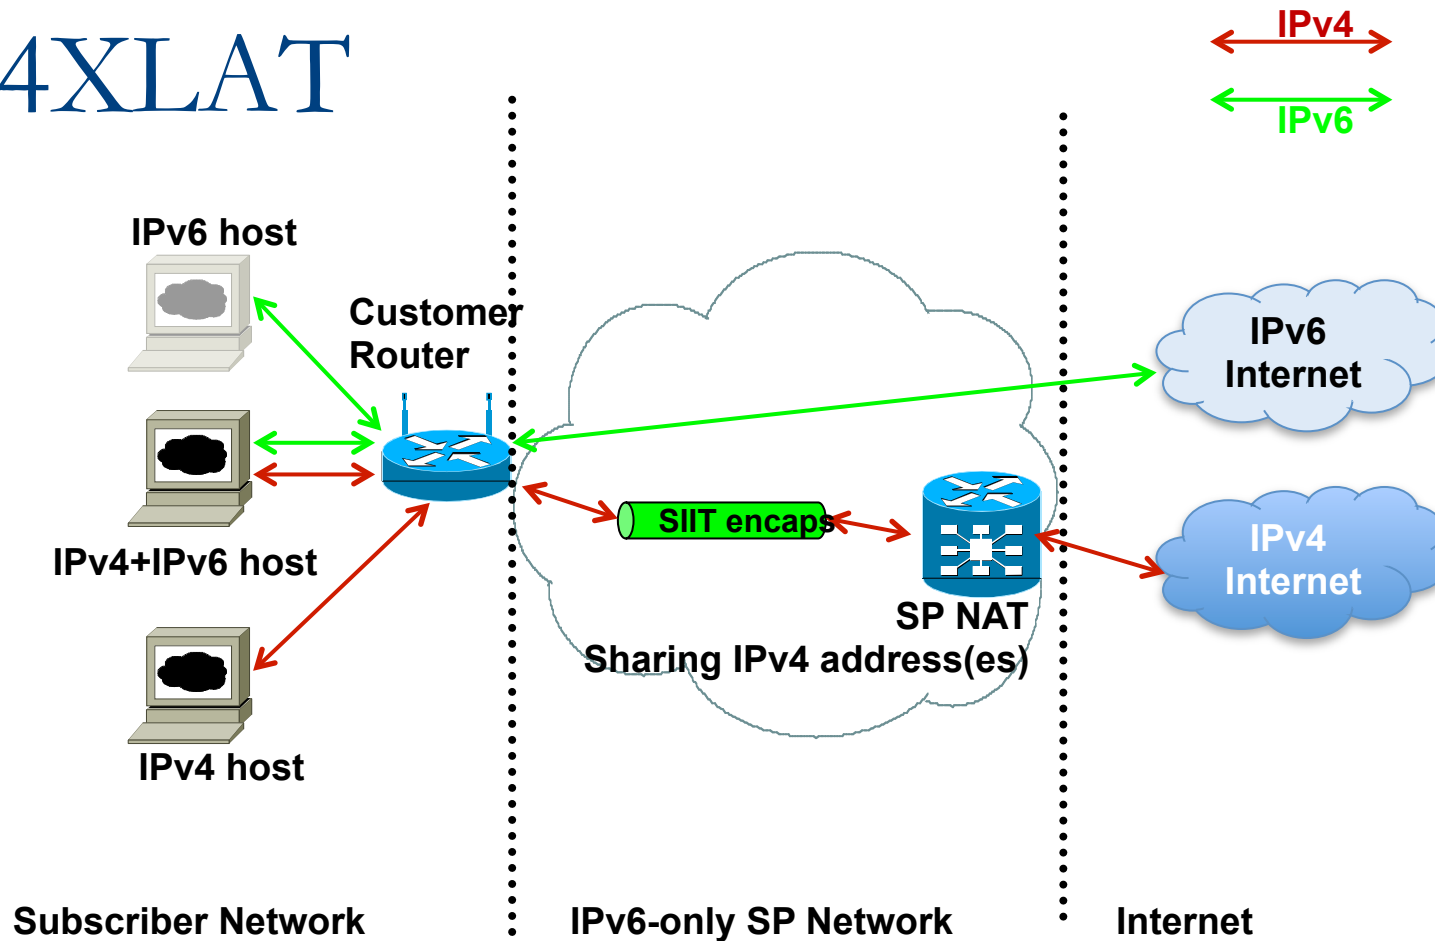 4XLAT
IPv4
IPv6
IPv6 host
Customer
Router
IPv6
Internet
SIIT encaps
IPv4
Internet
IPv4+IPv6 host
SP NAT
Sharing IPv4 address(es)
IPv4 host
Subscriber Network
IPv6-only SP Network
Internet